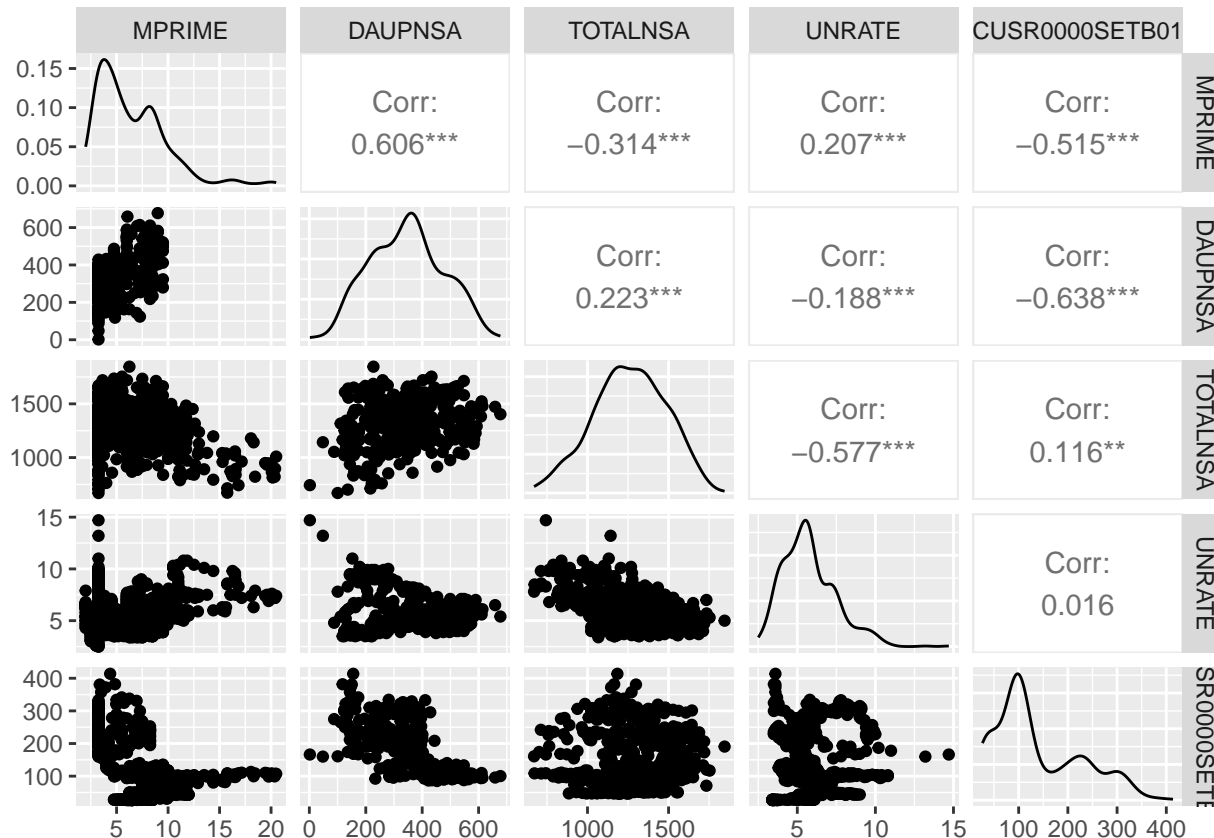 MPRIME DAUPNSA TOTALNSA UNRATE CUSR0000SETB01
0.15
0.10
0.05
0.00
Corr:
0.606***
Corr:
−0.314***
Corr:
0.207***
Corr:
−0.515***
MPRIME
600
400
200
0
Corr:
0.223***
Corr:
−0.188***
Corr:
−0.638***
DAUPNSA
1500
1000
Corr:
−0.577***
Corr:
0.116**
TOTALNSA
15
10
5
Corr:
0.016
UNRATE
400
300
200
100
SR0000SETE
5 10 15 20 0 200 400 600 1000 1500 5 10 15 100 200 300 400